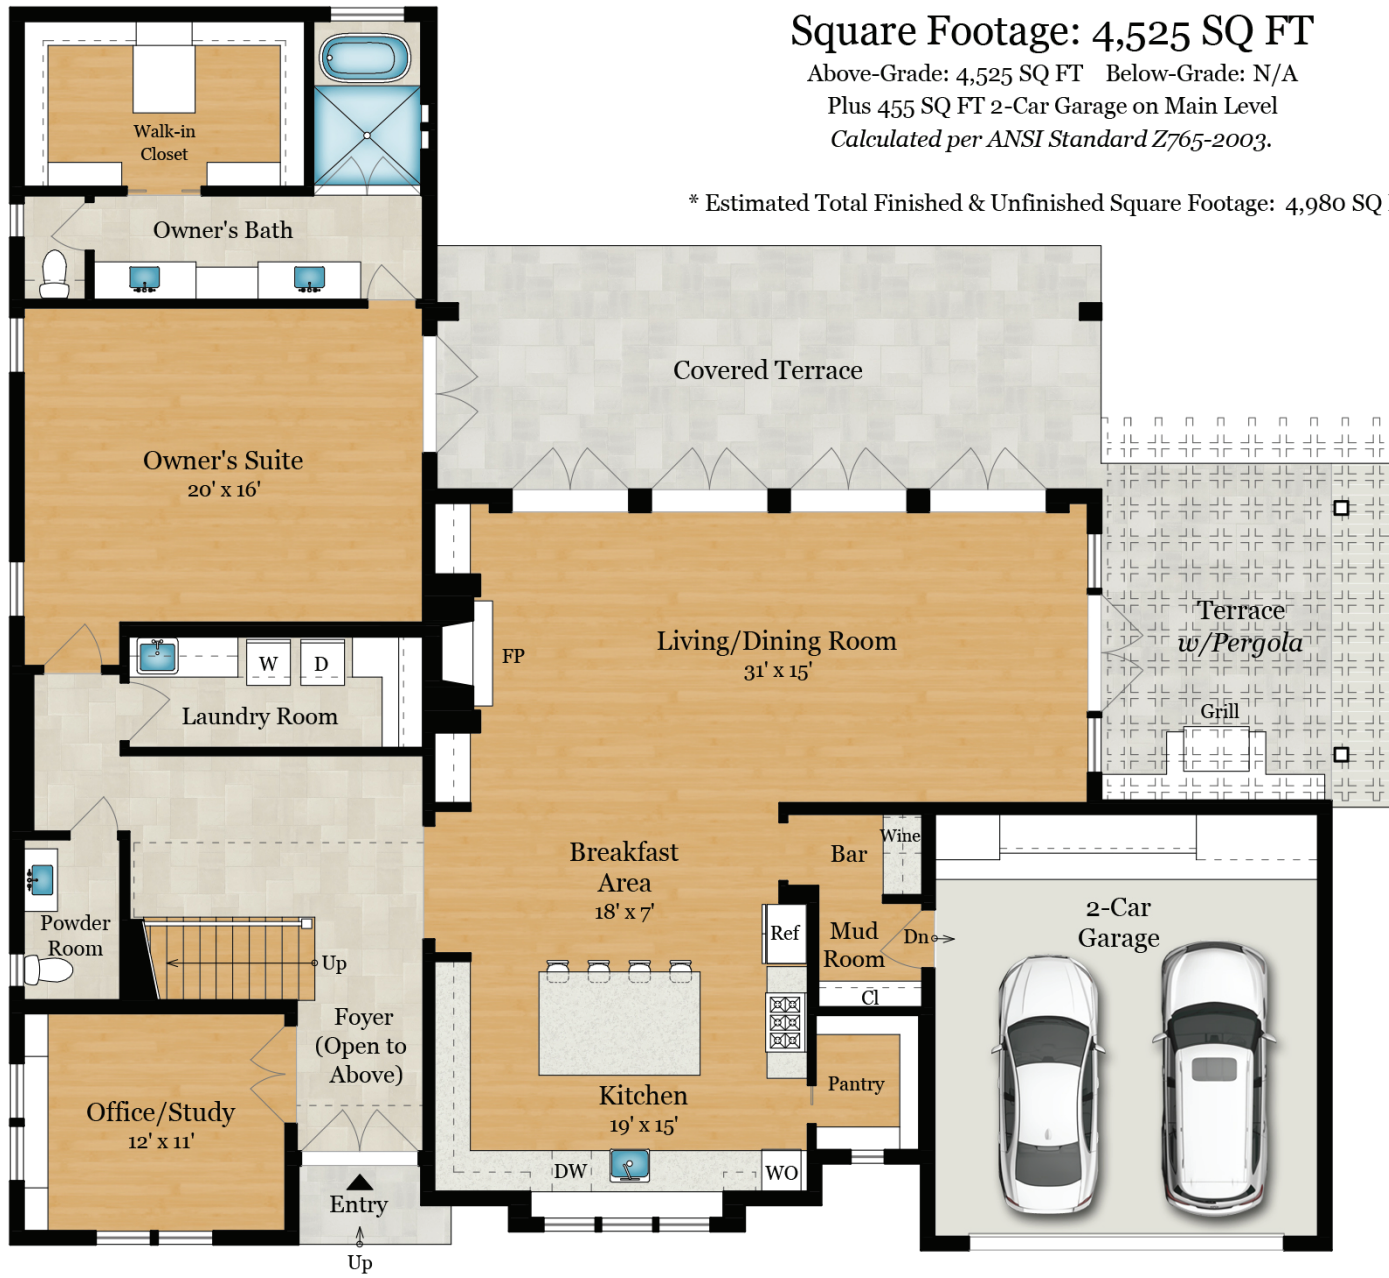 Square Footage: 4,525 SQ FT
Above-Grade: 4,525 SQ FT Below-Grade: N/A
Plus 455 SQ FT 2-Car Garage on Main Level
Calculated per ANSI Standard Z765-2003.
* Estimated Total Finished & Unfinished Square Footage: 4,980 SQ
Walk-in
Closet
Owner's Bath
Covered Terrace
Owner's Suite
20' x 16'
Terrace
w/Pergola
Living/Dining Room
31' x 15'
FP
W
D
Laundry Room
Grill
Breakfast
Area
18' x 7'
Bar
Wine
2-Car
Garage
Powder
Room
Ref
Mud
Room
Dn
Up
Cl
Foyer
(Open to
Above)
Kitchen
19' x 15'
Pantry
Office/Study
12' x 11'
DW
WO
Entry
Up